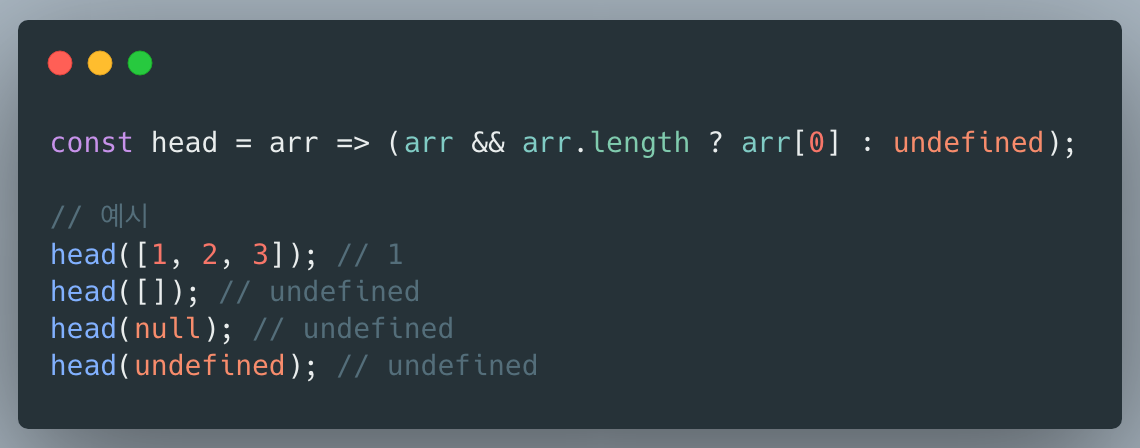 const head = arr => (arr && arr.length ? arr[0] : undefined);
// 예시
head([1, 2, 3]); // 1
head([]); // undefined
head(null); // undefined
head(undefined); // undefined